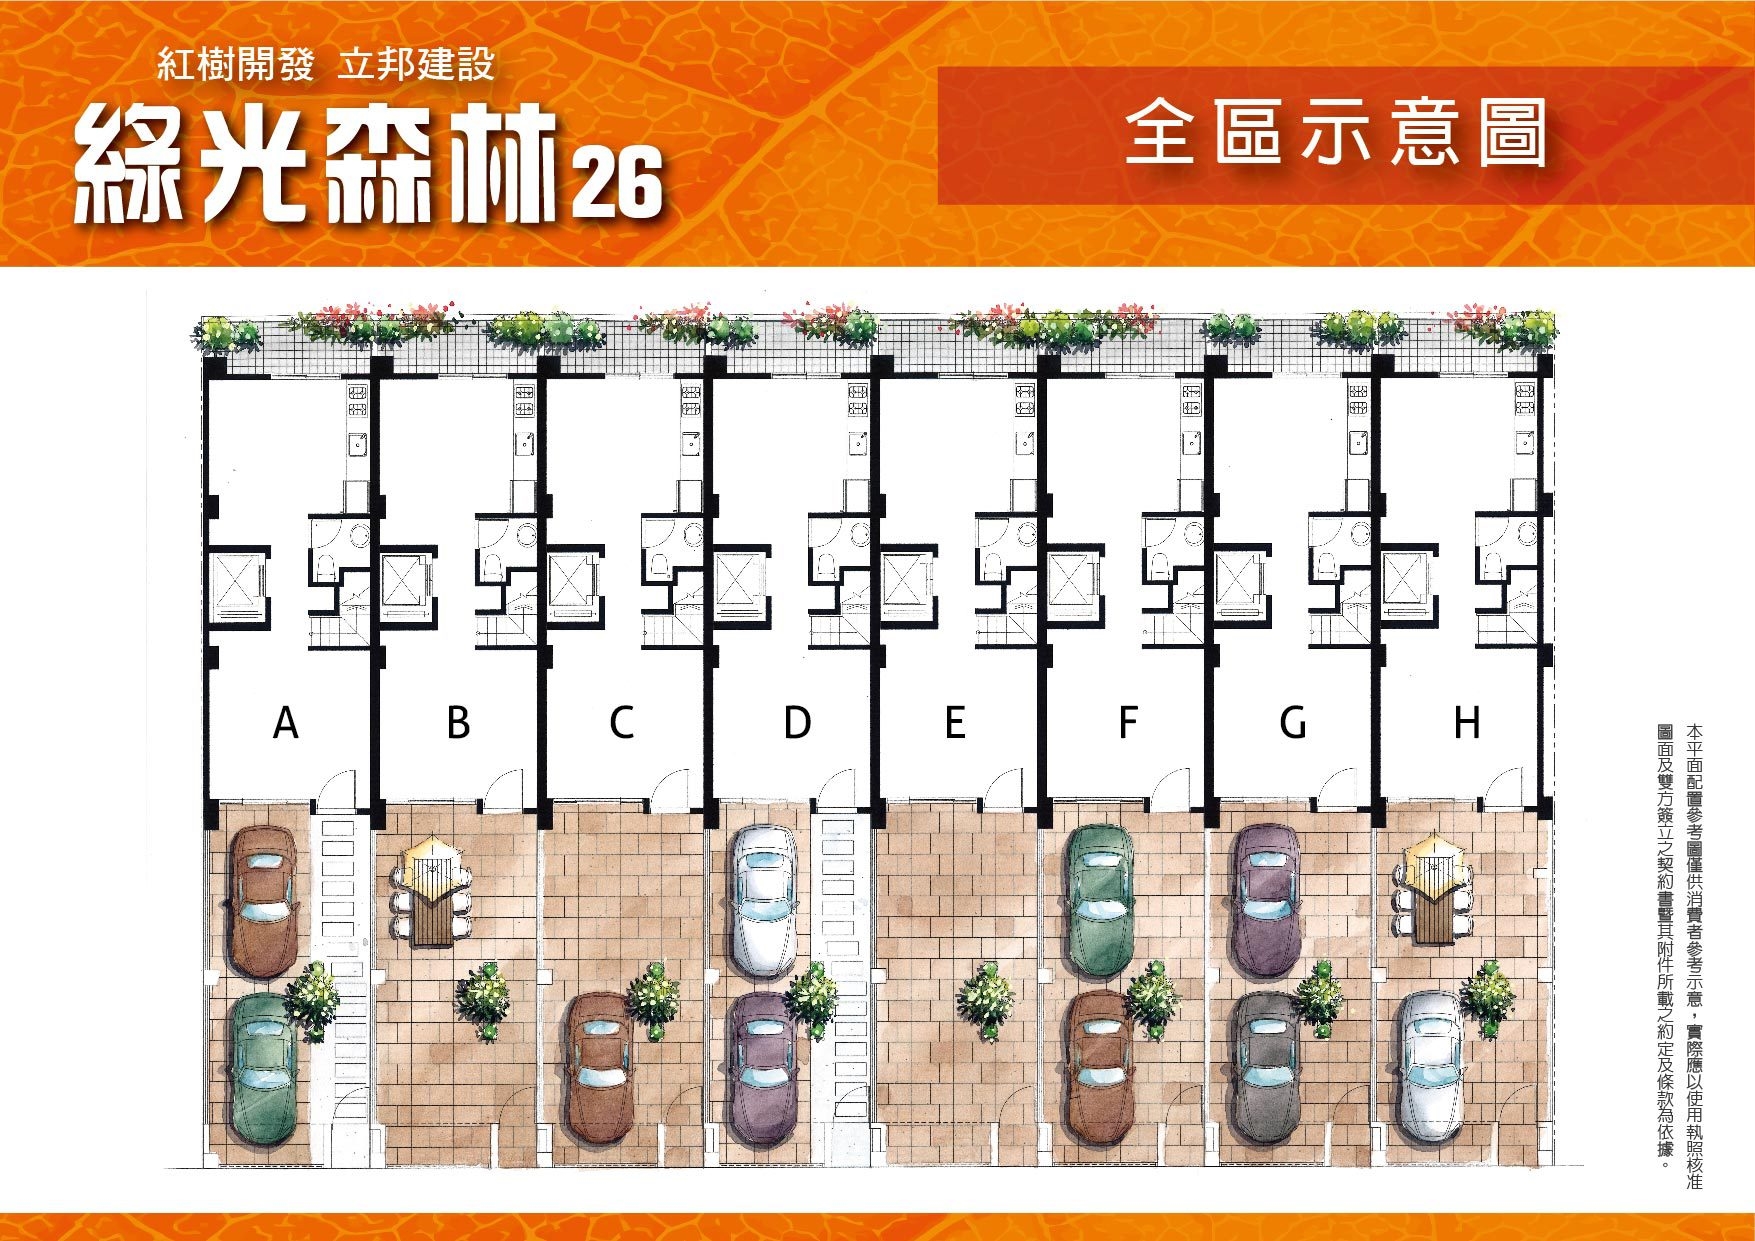 紅樹開發 立邦建設
綠光森林26
全區示意圖
A B C D E F G H
本平面配置參考圖僅供消費者參考示意，實際應以使用執照核准
圖面及雙方簽立之契約書暨其附件所載之約定及條款為依據。